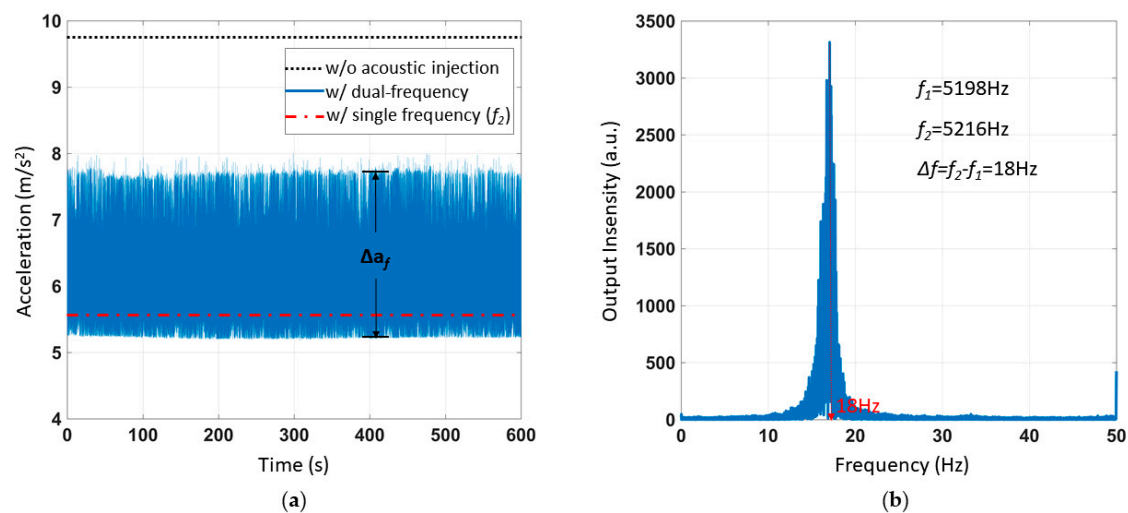 10
9
8
7
6
5
4
Acceleration (m/s²)
w/o acoustic injection
w/ dual-frequency
w/ single frequency (f₂)
Δa_f
0 100 200 300 400 500 600
Time (s)
(a)
3500
3000
2500
2000
1500
1000
500
0
Output Insensity (a.u.)
f₁=5198Hz
f₂=5216Hz
Δf=f₂-f₁=18Hz
18Hz
0 10 20 30 40 50
Frequency (Hz)
(b)